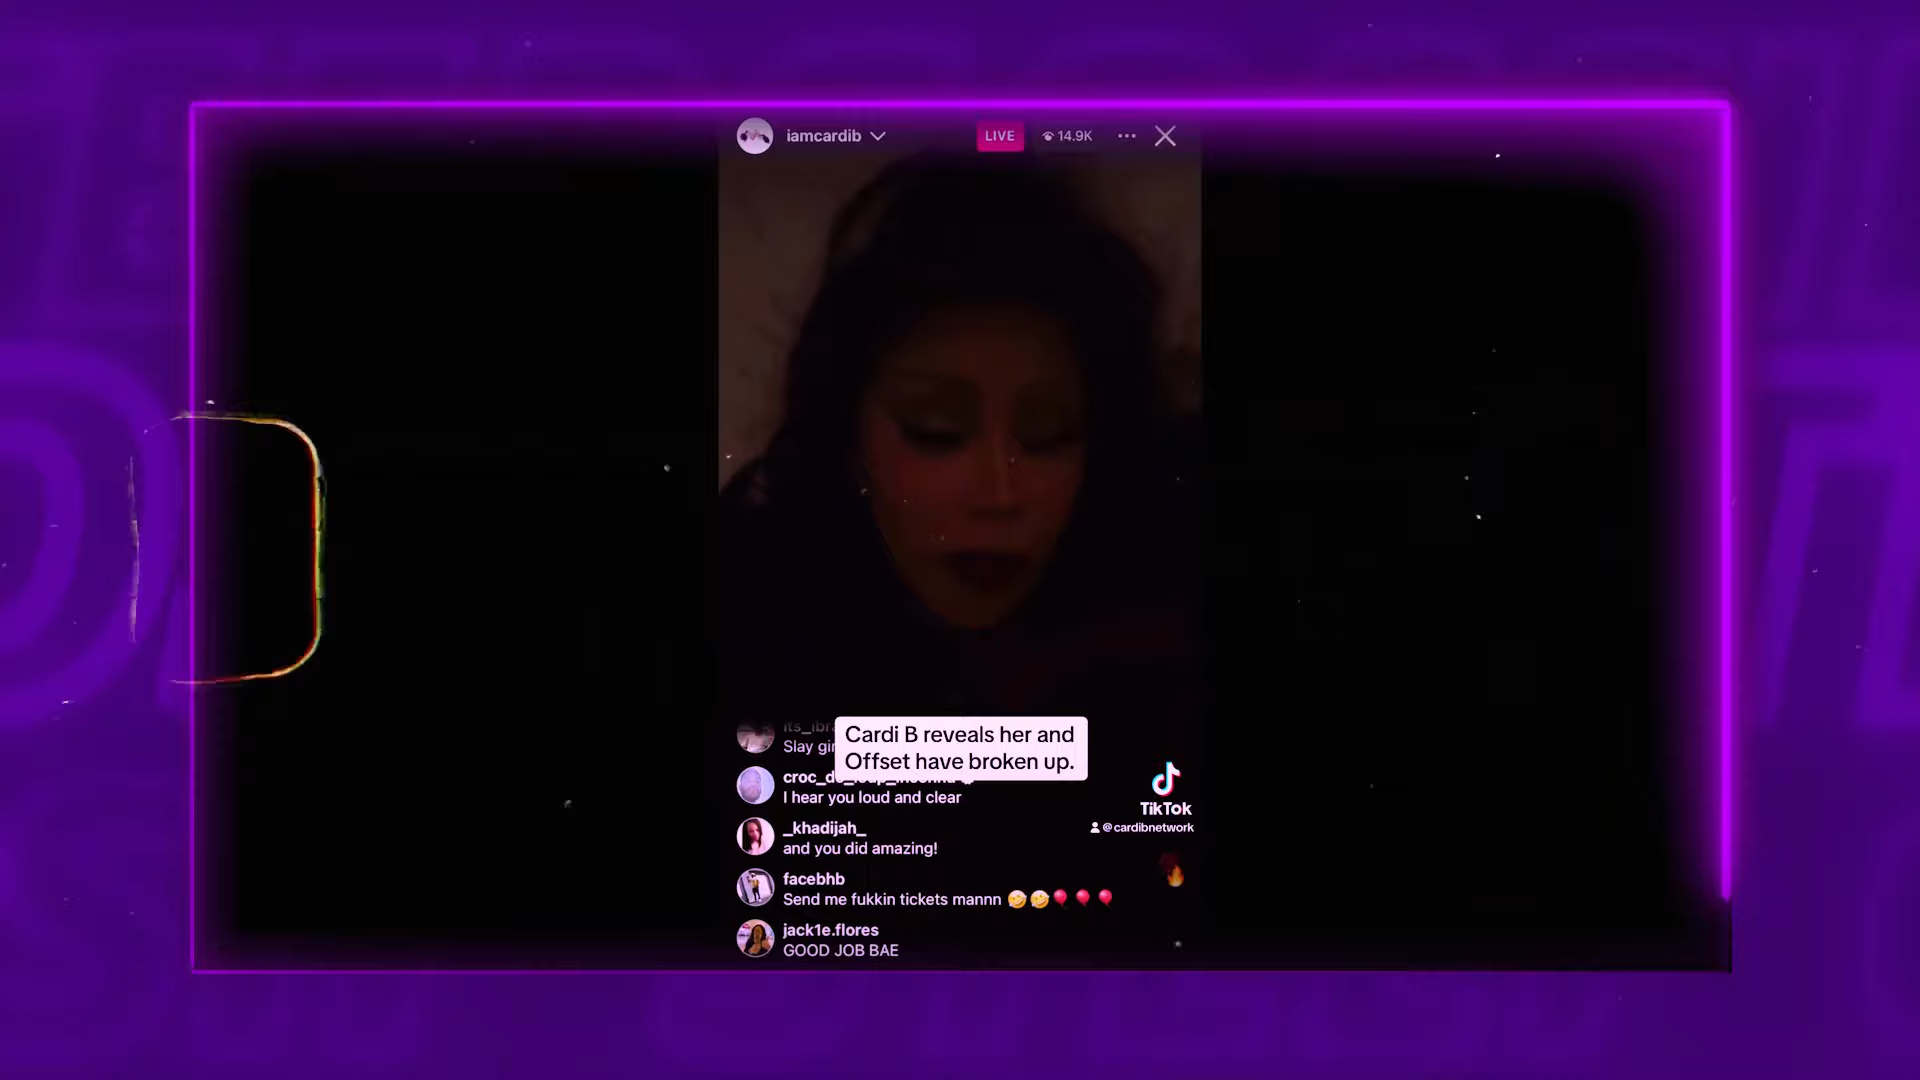 iamcardib
LIVE
14.9K
Slay
Cardi B reveals her and
Offset have broken up.
I hear you loud and clear
TikTok
@cardibnetwork
_khadijah_
and you did amazing!
facebhb
Send me fukkin tickets mannn 🤣🤣🎈🎈🎈
jack1e.flores
GOOD JOB BAE